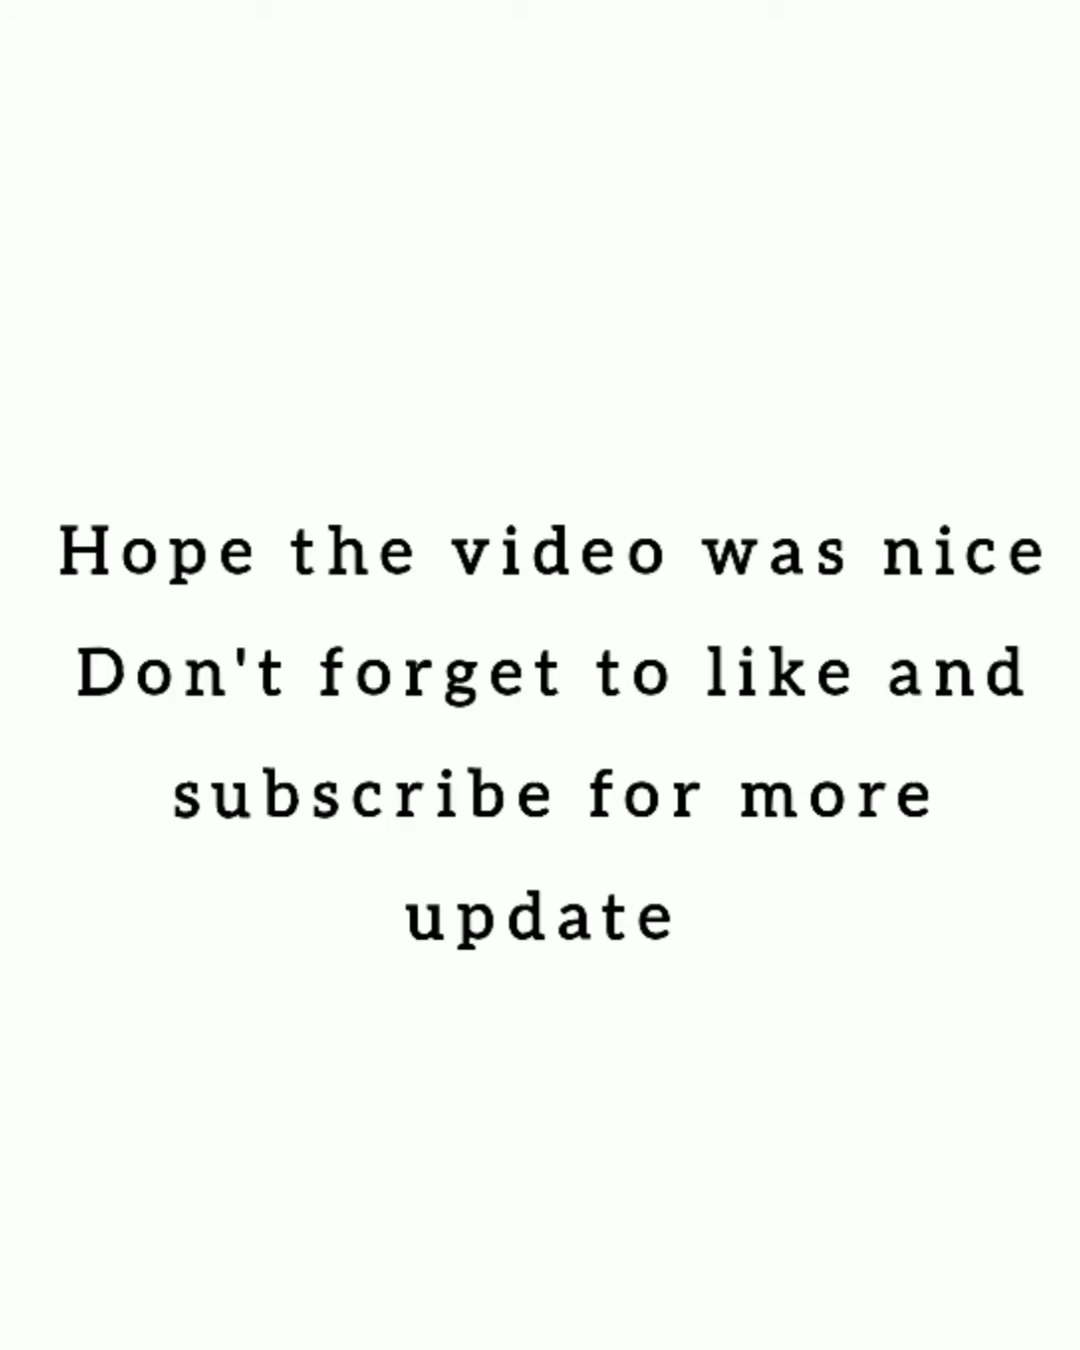 Hope the video was nice
Don't forget to like and
subscribe for more
update